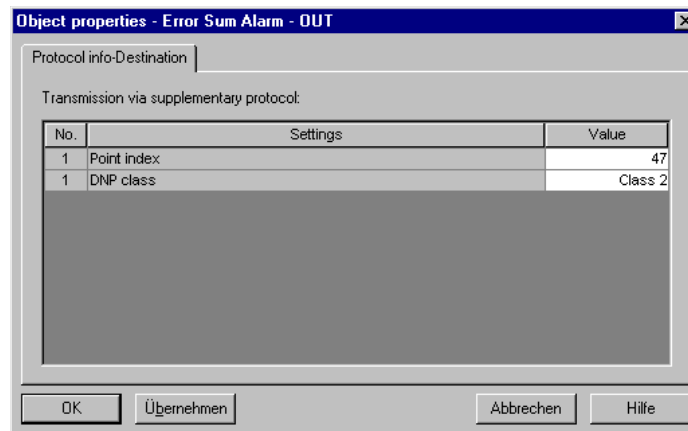 Object properties - Error Sum Alarm - OUT
Protocol info-Destination
Transmission via supplementary protocol:
No. Settings Value
1 Point index 47
1 DNP class Class 2
OK Übernehmen Abbrechen Hilfe